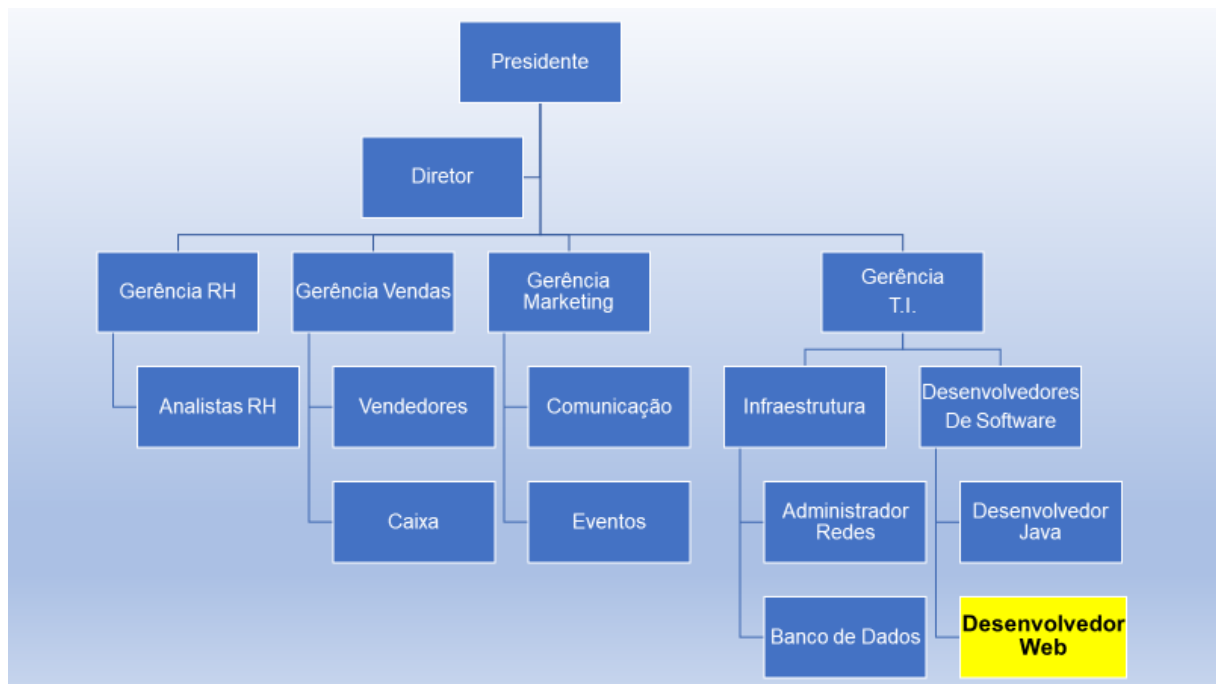 Presidente
Diretor
Gerência RH
Gerência Vendas
Gerência
Marketing
Gerência
T.I.
Analistas RH
Vendedores
Comunicação
Infraestrutura
Desenvolvedores
De Software
Caixa
Eventos
Administrador
Redes
Desenvolvedor
Java
Banco de Dados
Desenvolvedor
Web